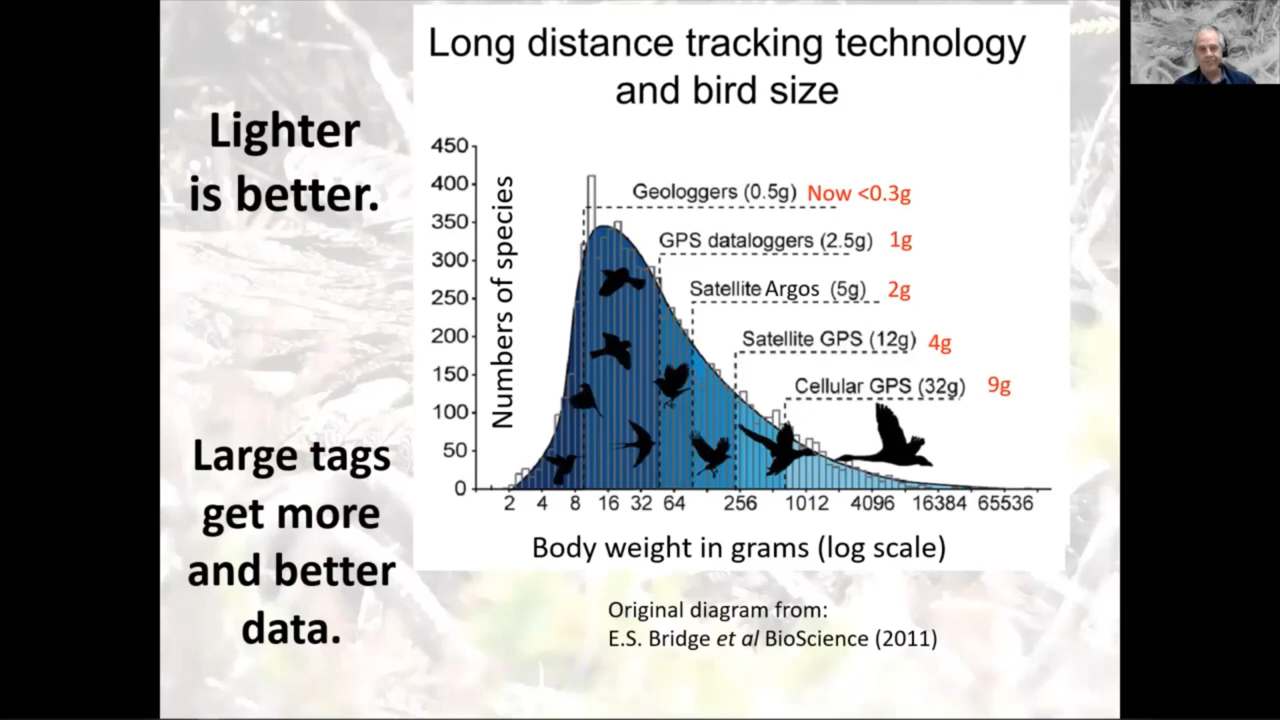 Lighter
is better.
Large tags
get more
and better
data.
Long distance tracking technology
and bird size
Numbers of species
450
400
350
300
250
200
150
100
50
0
Geologgers (0.5g) Now <0.3g
GPS dataloggers (2.5g) 1g
Satellite Argos (5g) 2g
Satellite GPS (12g) 4g
Cellular GPS (32g) 9g
2 4 8 16 32 64 256 1012 4096 16384 65536
Body weight in grams (log scale)
Original diagram from:
E.S. Bridge et al BioScience (2011)